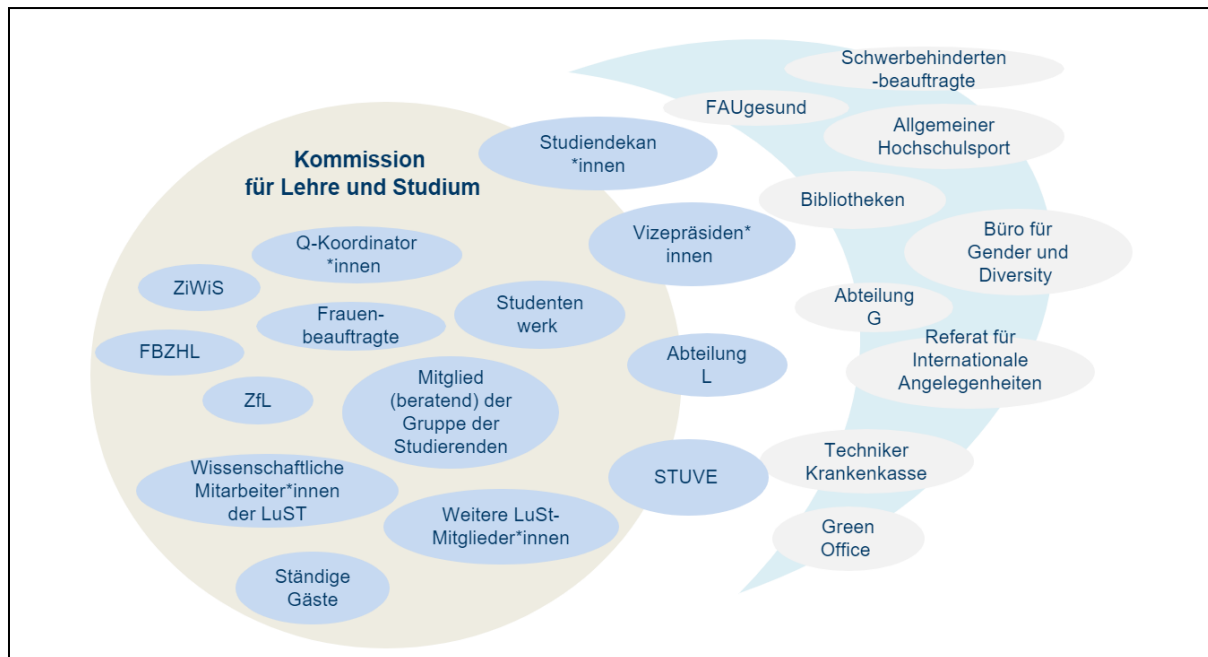 Kommission
für Lehre und Studium
Q-Koordinator
*innen
ZiWiS
Frauen-
beauftragte
Studenten
werk
FBZHL
ZfL
Mitglied
(beratend) der
Gruppe der
Studierenden
Wissenschaftliche
Mitarbeiter*innen
der LuST
Weitere LuSt-
Mitglieder*innen
Ständige
Gäste
Studiendekan
*innen
Vizepräsiden*
innen
Abteilung
L
STUVE
Schwerbehinderten
-beauftragte
FAUgesund
Allgemeiner
Hochschulsport
Bibliotheken
Büro für
Gender und
Diversity
Abteilung
G
Referat für
Internationale
Angelegenheiten
Techniker
Krankenkasse
Green
Office